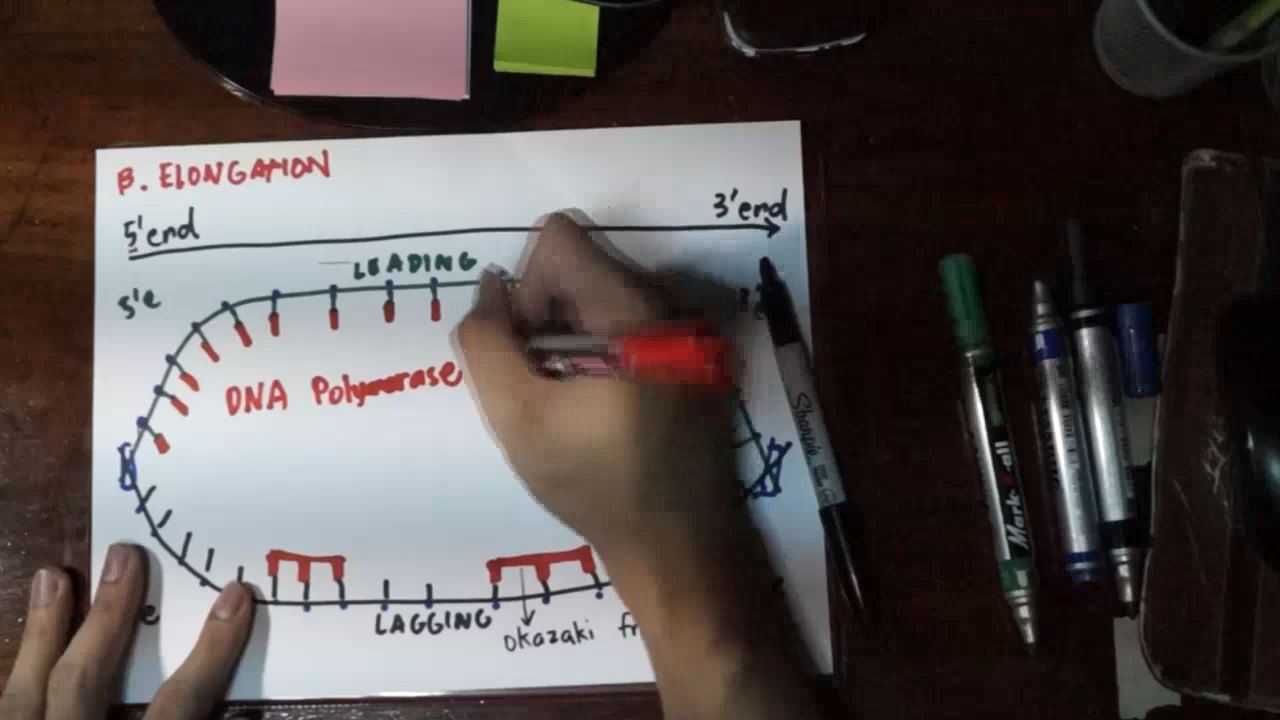 B. ELONGATION
5'end
3'end
LEADING
5'e
DNA Polymerase
LAGGING
okazaki
Sharpie
Mark-all